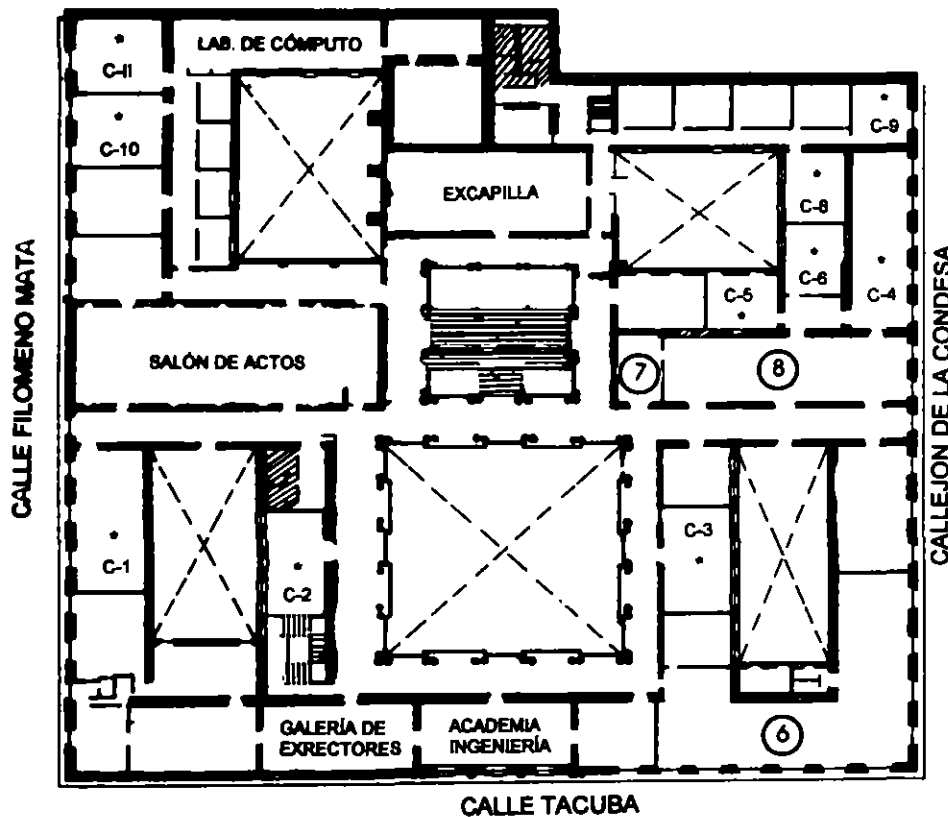 LAB. DE CÓMPUTO
C-11
C-10
C-9
EXCAPILLA
C-8
C-6
C-5
C-4
SALÓN DE ACTOS
7
8
CALLE FILOMENO MATA
CALLEJON DE LA CONDESA
C-1
C-2
C-3
GALERÍA DE
EXRECTORES
ACADEMIA
INGENIERÍA
6
CALLE TACUBA